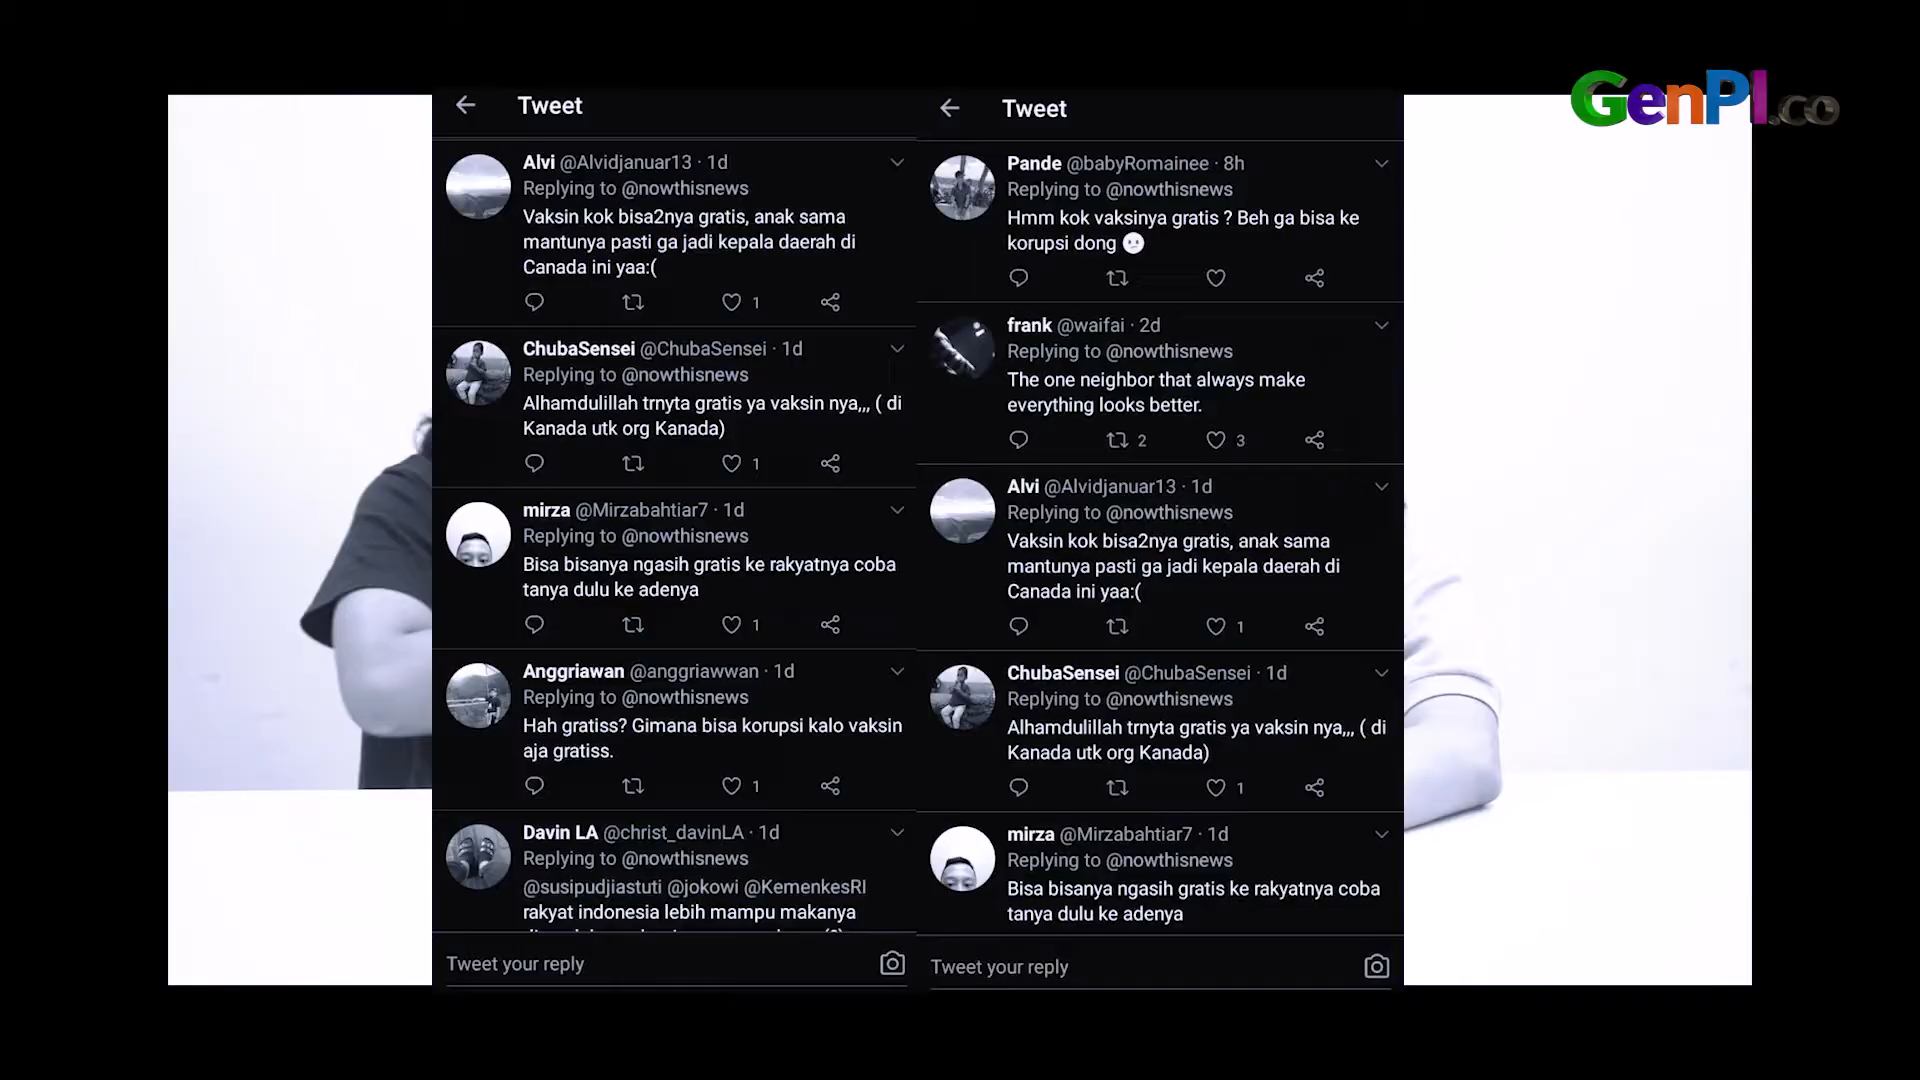 GenPI.co
Tweet
Alvi @Alvidjanuar13 · 1d
Replying to @nowthisnews
Vaksin kok bisa2nya gratis, anak sama
mantunya pasti ga jadi kepala daerah di
Canada ini yaa:(
1
ChubaSensei @ChubaSensei · 1d
Replying to @nowthisnews
Alhamdulillah trnyta gratis ya vaksin nya,,, ( di
Kanada utk org Kanada)
1
mirza @Mirzabahtiar7 · 1d
Replying to @nowthisnews
Bisa bisanya ngasih gratis ke rakyatnya coba
tanya dulu ke adenya
1
Anggriawan @anggriawwan · 1d
Replying to @nowthisnews
Hah gratiss? Gimana bisa korupsi kalo vaksin
aja gratiss.
1
Davin LA @christ_davinLA · 1d
Replying to @nowthisnews
@susipudjiastuti @jokowi @KemenkesRI
rakyat indonesia lebih mampu makanya
Tweet your reply
Tweet
Pande @babyRomainee · 8h
Replying to @nowthisnews
Hmm kok vaksinya gratis ? Beh ga bisa ke
korupsi dong 😶
frank @waifai · 2d
Replying to @nowthisnews
The one neighbor that always make
everything looks better.
2 3
Alvi @Alvidjanuar13 · 1d
Replying to @nowthisnews
Vaksin kok bisa2nya gratis, anak sama
mantunya pasti ga jadi kepala daerah di
Canada ini yaa:(
1
ChubaSensei @ChubaSensei · 1d
Replying to @nowthisnews
Alhamdulillah trnyta gratis ya vaksin nya,,, ( di
Kanada utk org Kanada)
1
mirza @Mirzabahtiar7 · 1d
Replying to @nowthisnews
Bisa bisanya ngasih gratis ke rakyatnya coba
tanya dulu ke adenya
Tweet your reply